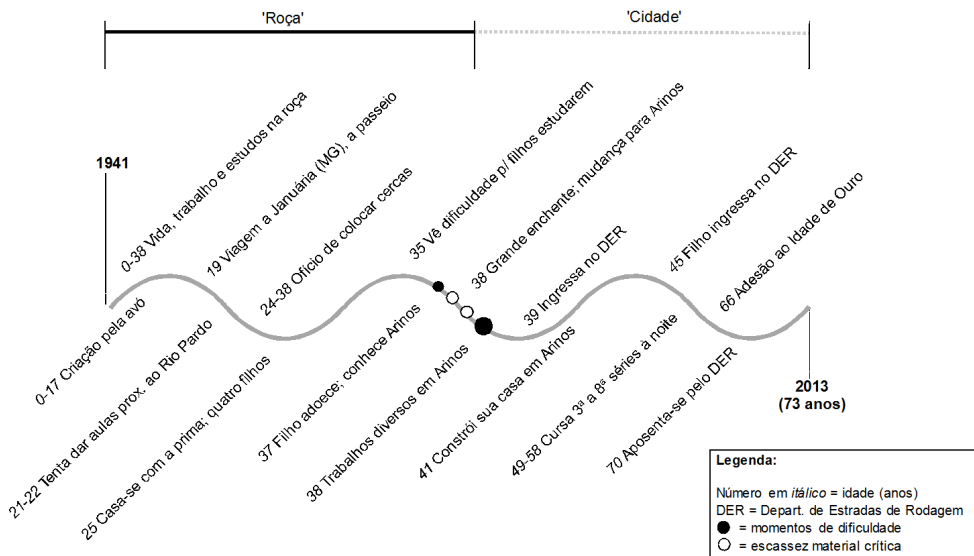 'Roça'
'Cidade'
1941
0-38 Vida, trabalho e estudos na roça
19 Viagem a Januária (MG), a passeio
24-38 Ofício de colocar cercas
35 Vê dificuldade p/ filhos estudarem
38 Grande enchente; mudança para Arinos
39 Ingressa no DER
45 Filho ingressa no DER
66 Adesão ao Idade de Ouro
0-17 Criação pela avó
21-22 Tenta dar aulas prox. ao Rio Pardo
25 Casa-se com a prima; quatro filhos
37 Filho adoece; conhece Arinos
38 Trabalhos diversos em Arinos
41 Constrói sua casa em Arinos
49-58 Cursa 3ª a 8ª séries à noite
70 Aposenta-se pelo DER
2013
(73 anos)
Legenda:
Número em itálico = idade (anos)
DER = Depart. de Estradas de Rodagem
= momentos de dificuldade
= escassez material crítica